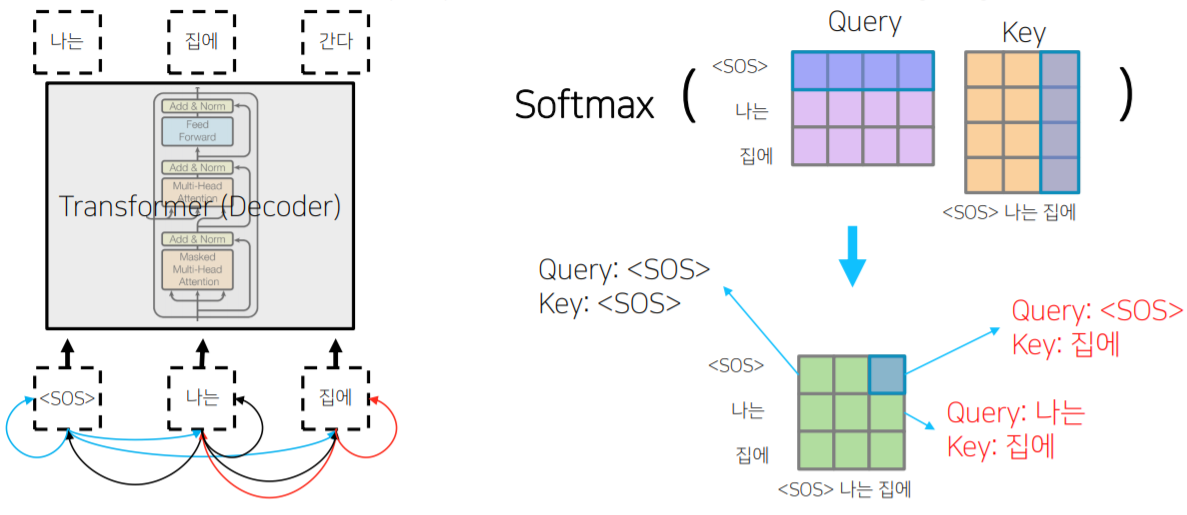 나는
집에
간다
Add & Norm
Feed
Forward
Add & Norm
Multi-Head
Attention
Transformer (Decoder)
Add & Norm
Masked
Multi-Head
Attention
<SOS>
나는
집에
Query
Key
Softmax
(
)
<SOS>
나는
집에
<SOS> 나는 집에
Query: <SOS>
Key: <SOS>
Query: <SOS>
Key: 집에
<SOS>
나는
집에
Query: 나는
Key: 집에
<SOS> 나는 집에